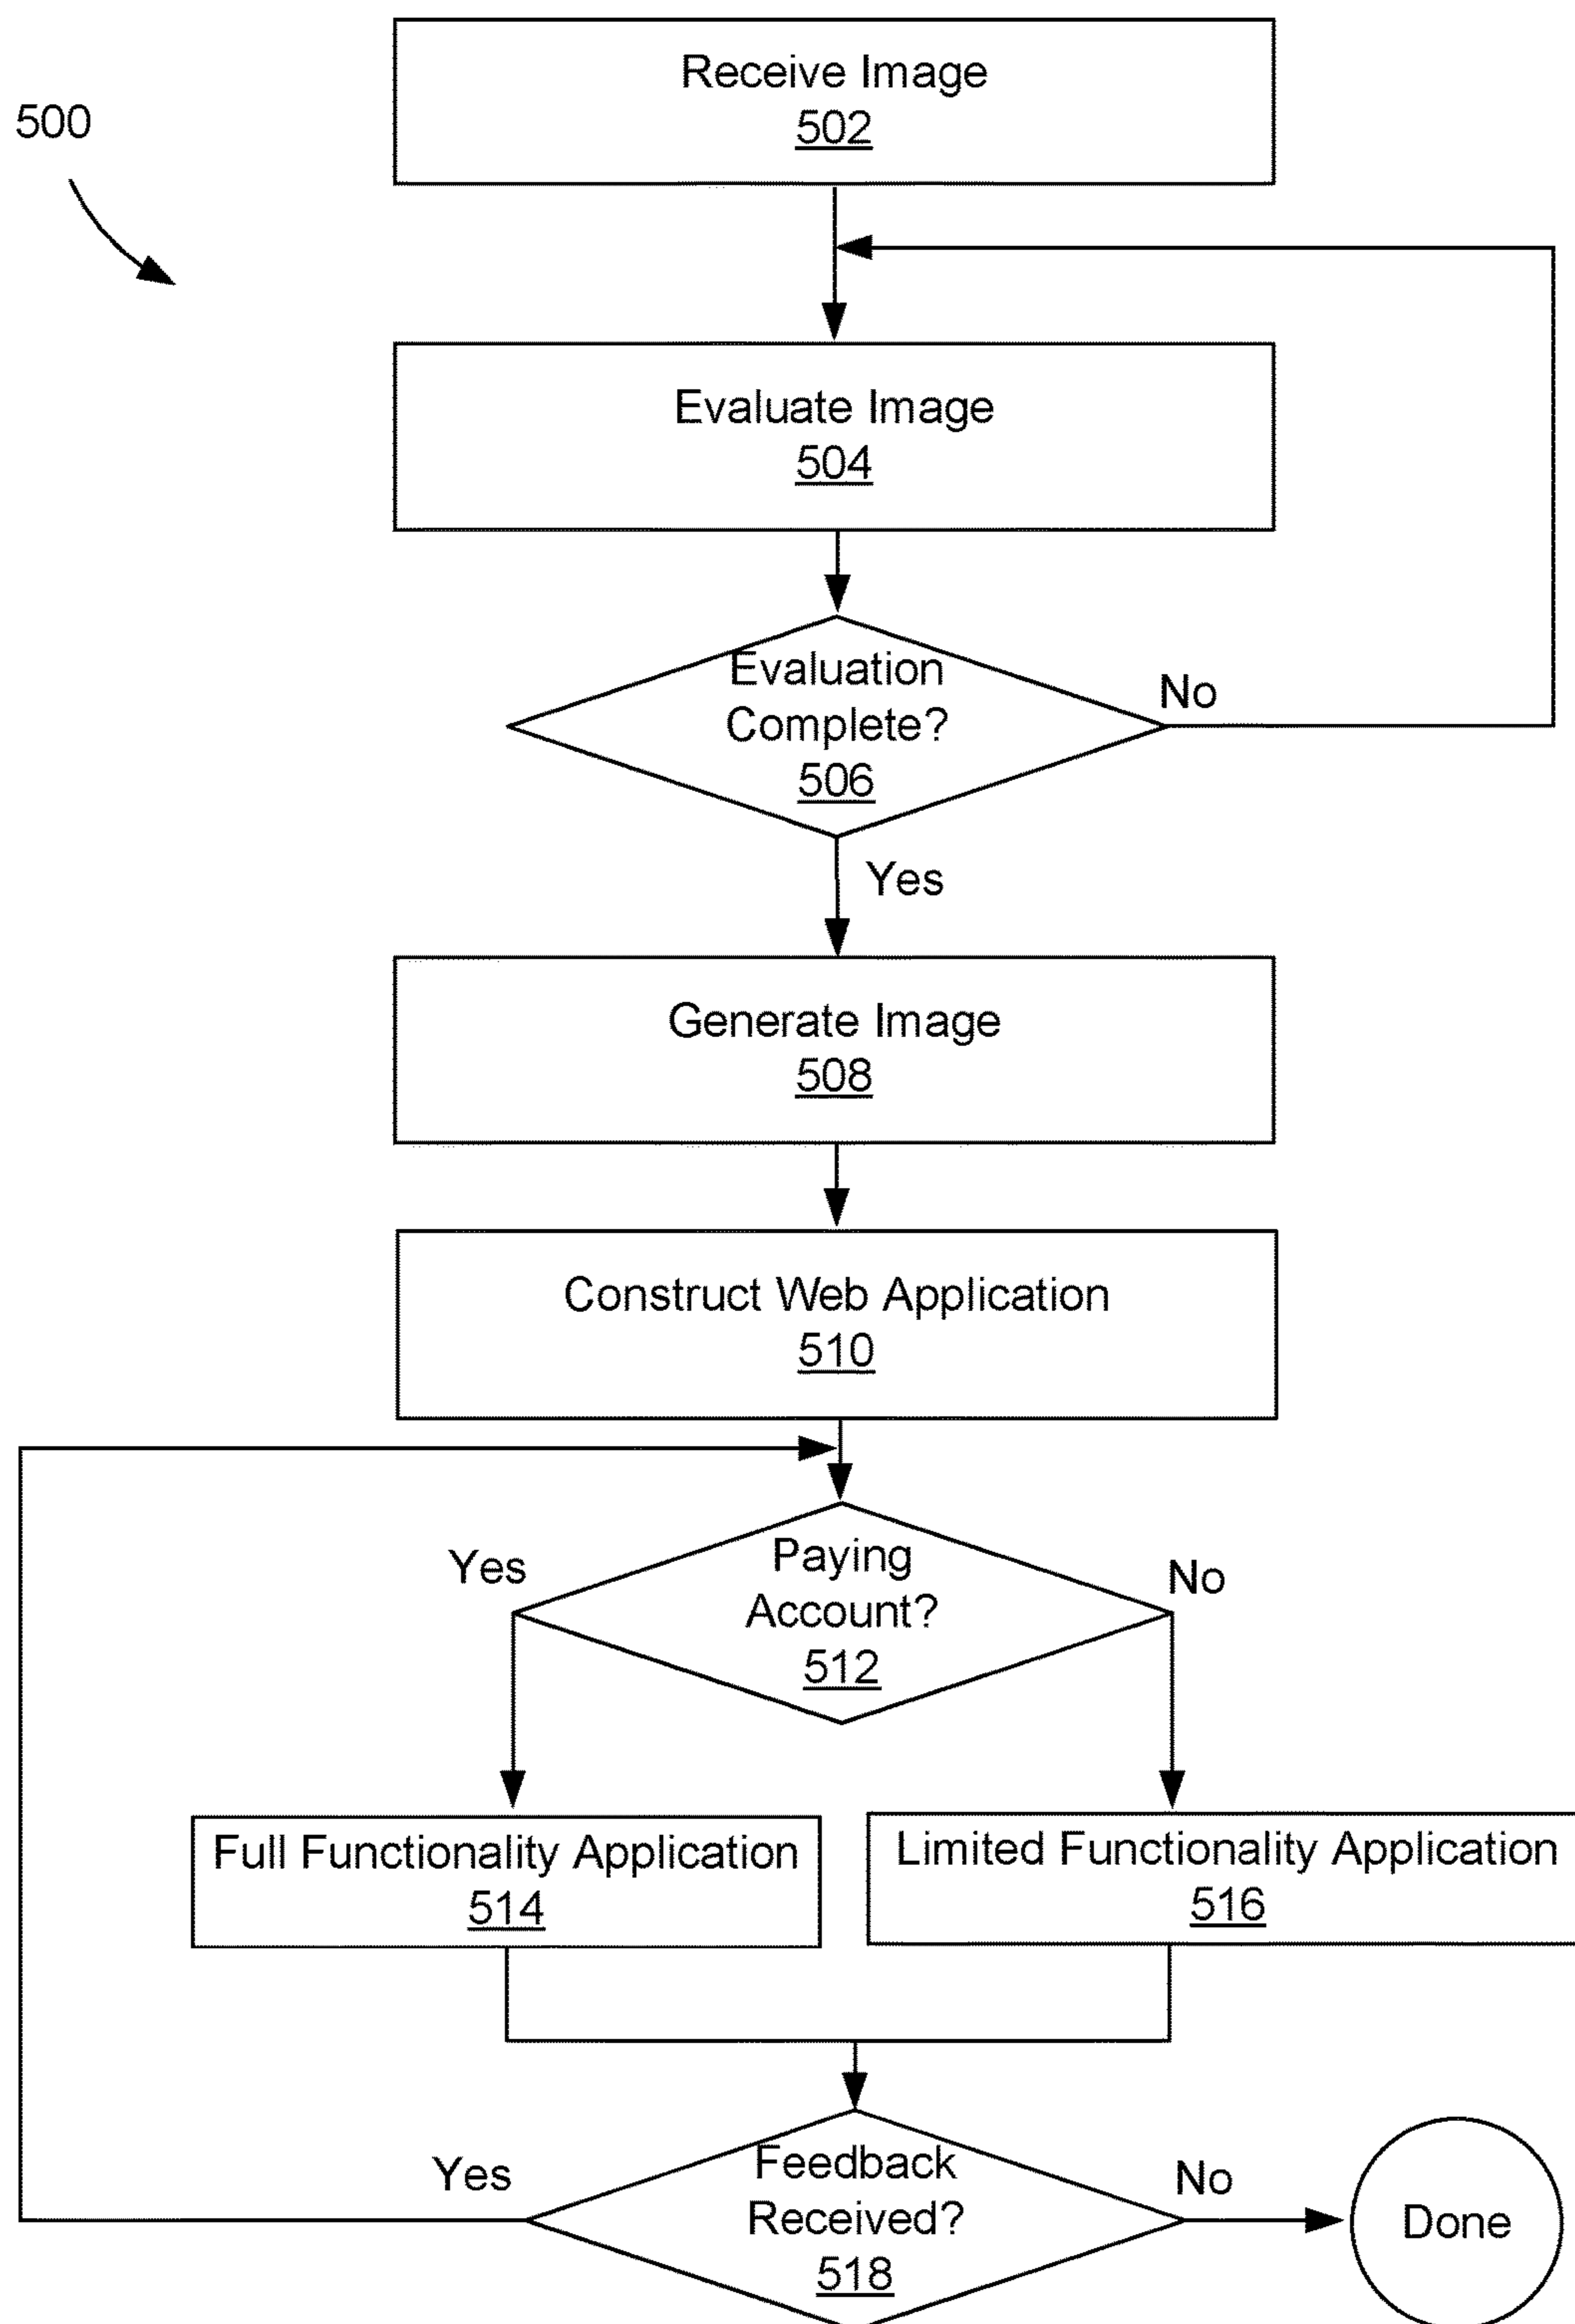 Receive Image
502
500
Evaluate Image
504
Evaluation
Complete?
506
No
Yes
Generate Image
508
Construct Web Application
510
Paying
Account?
512
Yes
No
Full Functionality Application
514
Limited Functionality Application
516
Feedback
Received?
518
Yes
No
Done